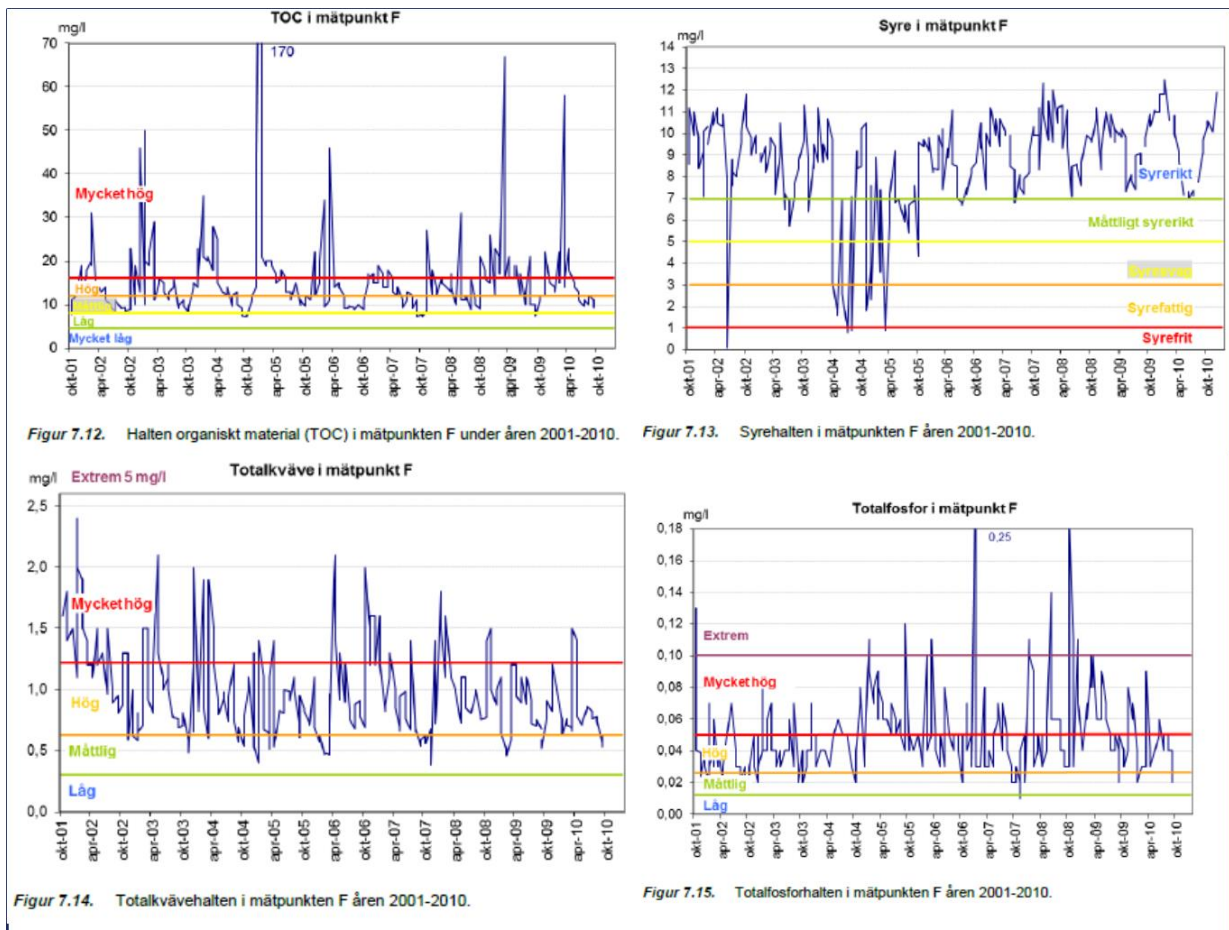 TOC i mätpunkt F
mg/l
70
60
50
40
30
20
10
0
170
Mycket hög
Hög
Låg
Mycket låg
okt-01
apr-02
okt-02
apr-03
okt-03
apr-04
okt-04
apr-05
okt-05
apr-06
okt-06
apr-07
okt-07
apr-08
okt-08
apr-09
okt-09
apr-10
okt-10
Figur 7.12. Halten organiskt material (TOC) i mätpunkten F under åren 2001-2010.
Syre i mätpunkt F
mg/l
14
13
12
11
10
9
8
7
6
5
4
3
2
1
0
Syrerikt
Måttligt syrerikt
Syrefattig
Syrefrit
okt-01
apr-02
okt-02
apr-03
okt-03
apr-04
okt-04
apr-05
okt-05
apr-06
okt-06
apr-07
okt-07
apr-08
okt-08
apr-09
okt-09
apr-10
okt-10
Figur 7.13. Syrehalten i mätpunkten F åren 2001-2010.
Totalkväve i mätpunkt F
mg/l
Extrem 5 mg/l
2,5
2,0
1,5
1,0
0,5
0,0
Mycket hög
Hög
Måttlig
Låg
okt-01
apr-02
okt-02
apr-03
okt-03
apr-04
okt-04
apr-05
okt-05
apr-06
okt-06
apr-07
okt-07
apr-08
okt-08
apr-09
okt-09
apr-10
okt-10
Figur 7.14. Totalkvävehalten i mätpunkten F åren 2001-2010.
Totalfosfor i mätpunkt F
mg/l
0,18
0,16
0,14
0,12
0,10
0,08
0,06
0,04
0,02
0,00
0,25
Extrem
Mycket hög
Hög
Måttlig
Låg
okt-01
apr-02
okt-02
apr-03
okt-03
apr-04
okt-04
apr-05
okt-05
apr-06
okt-06
apr-07
okt-07
apr-08
okt-08
apr-09
okt-09
apr-10
okt-10
Figur 7.15. Totalfosforhalten i mätpunkten F åren 2001-2010.